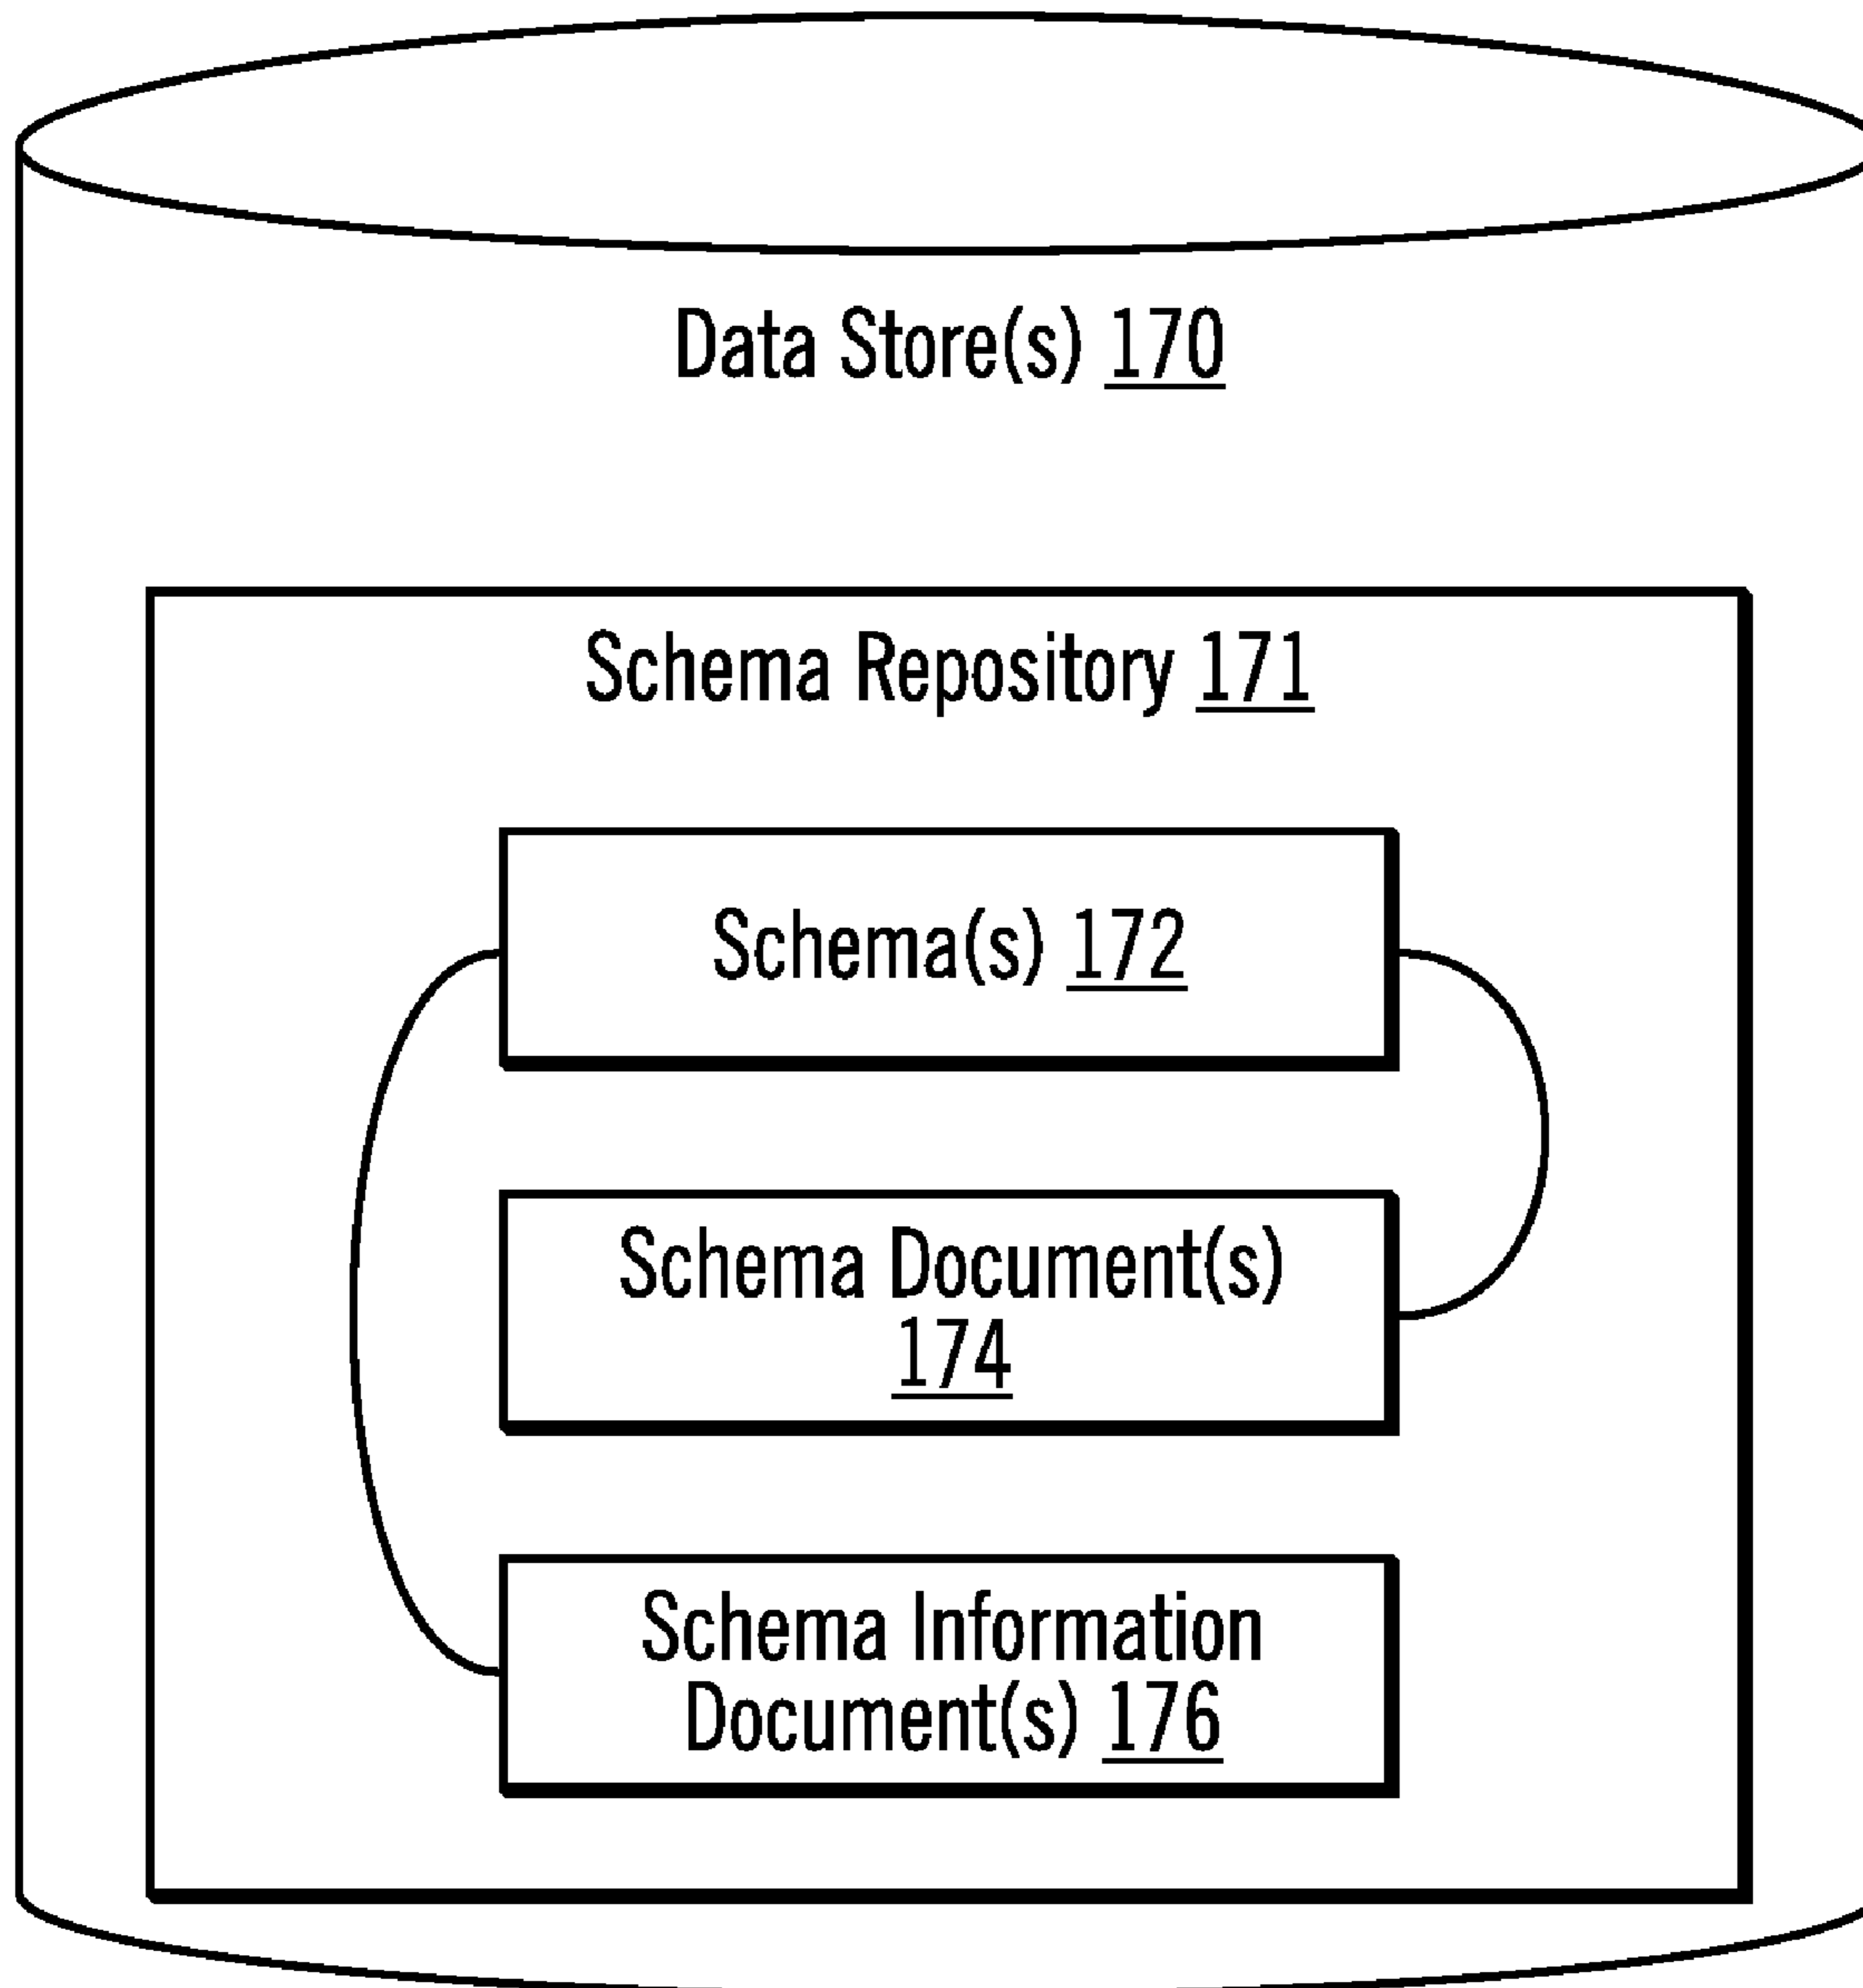 Data Store(s) 170
Schema Repository 171
Schema(s) 172
Schema Document(s)
174
Schema Information
Document(s) 176